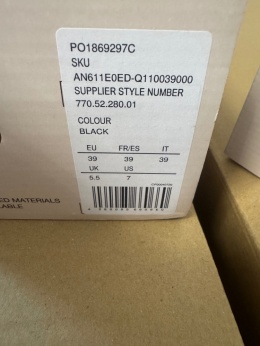 PO1869297C
SKU
AN611E0ED-Q110039000
SUPPLIER STYLE NUMBER
770.52.280.01
COLOUR
BLACK
EU FR/ES IT
39 39 39
UK US
5.5 7
ED MATERIALS
ABLE